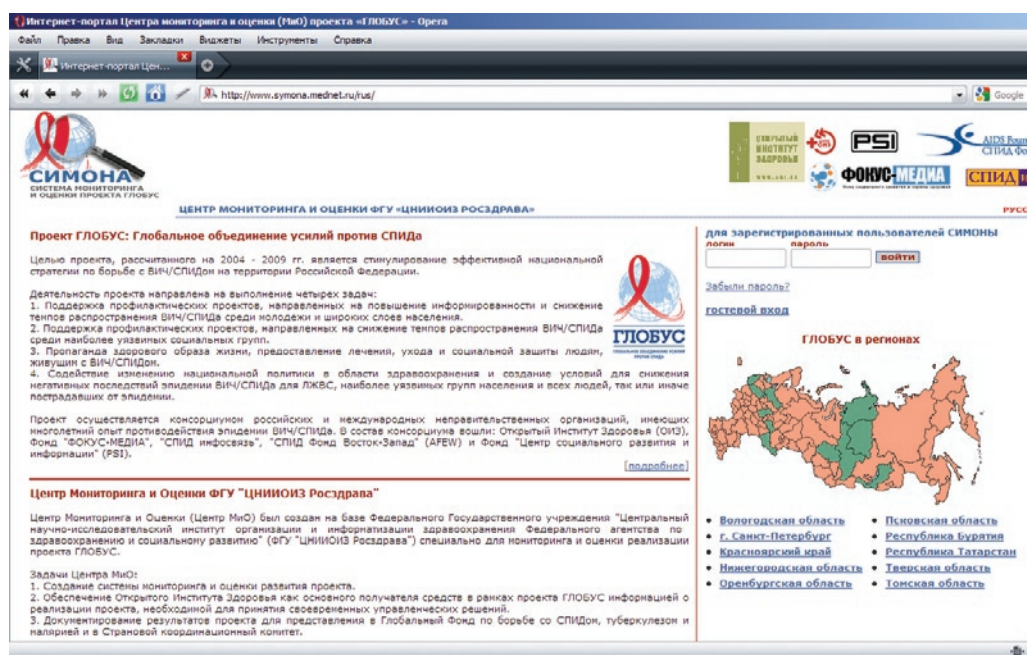 Интернет-портал Центра мониторинга и оценки (МиО) проекта «ГЛОБУС» - Opera
Файл Правка Вид Закладки Виджеты Инструменты Справка
Интернет-портал Цен...
http://www.symona.mednet.ru/rus/
Google
СИМОНА
СИСТЕМА МОНИТОРИНГА
И ОЦЕНКИ ПРОЕКТА ГЛОБУС
ОТКРЫТЫЙ
ИНСТИТУТ
ЗДОРОВЬЯ
PSI
AIDS Foun
СПИД Фо
ФОКУС-МЕДИА
СПИД
ЦЕНТР МОНИТОРИНГА И ОЦЕНКИ ФГУ «ЦНИИОИЗ РОСЗДРАВА»
РУСС
Проект ГЛОБУС: Глобальное объединение усилий против СПИДа
Целью проекта, рассчитанного на 2004 - 2009 гг. является стимулирование эффективной национальной
стратегии по борьбе с ВИЧ/СПИДом на территории Российской Федерации.
Деятельность проекта направлена на выполнение четырех задач:
1. Поддержка профилактических проектов, направленных на повышение информированности и снижение
темпов распространения ВИЧ/СПИДа среди молодежи и широких слоев населения.
2. Поддержка профилактических проектов, направленных на снижение темпов распространения ВИЧ/СПИДа
среди наиболее уязвимых социальных групп.
3. Пропаганда здорового образа жизни, предоставление лечения, ухода и социальной защиты людям,
живущим с ВИЧ/СПИДом.
4. Содействие изменению национальной политики в области здравоохранения и создание условий для снижения
негативных последствий эпидемии ВИЧ/СПИДа для ЛЖВС, наиболее уязвимых групп населения и всех людей, так или иначе
пострадавших от эпидемии.
ГЛОБУС
Проект осуществляется консорциумом российских и международных неправительственных организаций, имеющих
многолетний опыт противодействия эпидемии ВИЧ/СПИДа. В состав консорциума вошли: Открытый Институт Здоровья (ОИЗ),
Фонд "ФОКУС-МЕДИА", "СПИД инфосвязь", "СПИД Фонд Восток-Запад" (AFEW) и Фонд "Центр социального развития и
информации" (PSI).
[подробнее]
Центр Мониторинга и Оценки ФГУ "ЦНИИОИЗ Росздрава"
Центр Мониторинга и Оценки (Центр МиО) был создан на базе Федерального Государственного учреждения "Центральный
научно-исследовательский институт организации и информатизации здравоохранения Федерального агентства по
здравоохранению и социальному развитию" (ФГУ "ЦНИИОИЗ Росздрава") специально для мониторинга и оценки реализации
проекта ГЛОБУС.
Задачи Центра МиО:
1. Создание системы мониторинга и оценки развития проекта.
2. Обеспечение Открытого Института Здоровья как основного получателя средств в рамках проекта ГЛОБУС информацией о
реализации проекта, необходимой для принятия своевременных управленческих решений.
3. Документирование результатов проекта для представления в Глобальный Фонд по борьбе со СПИДом, туберкулезом и
малярией и в Страновой координационный комитет.
для зарегистрированных пользователей СИМОНЫ
логин пароль
войти
Забыли пароль?
гостевой вход
ГЛОБУС в регионах
Вологодская область
г. Санкт-Петербург
Красноярский край
Нижегородская область
Оренбургская область
Псковская область
Республика Бурятия
Республика Татарстан
Тверская область
Томская область